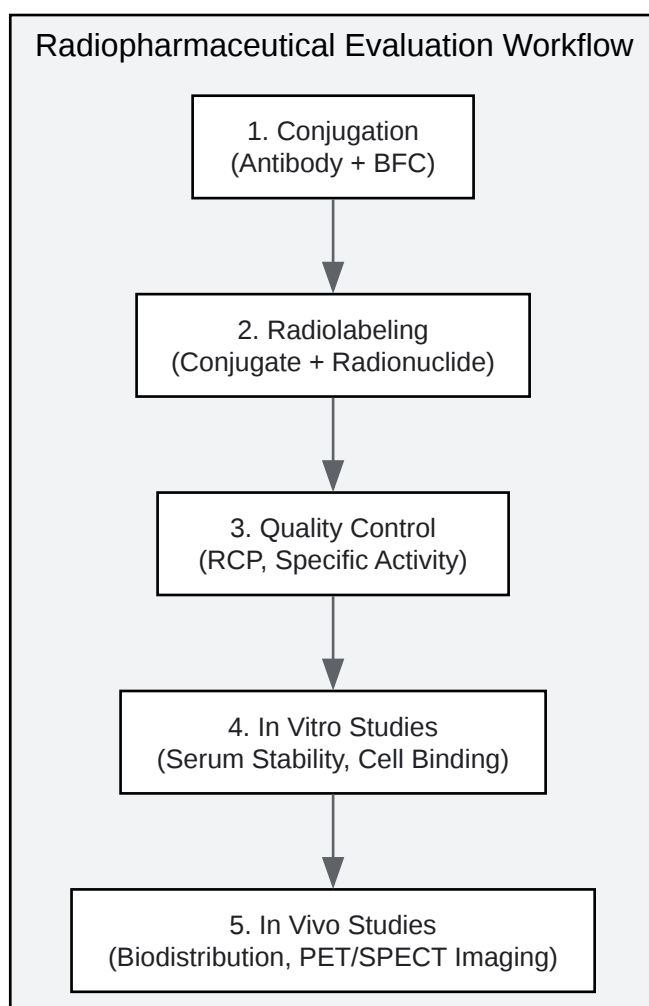 Radiopharmaceutical Evaluation Workflow
1. Conjugation
(Antibody + BFC)
2. Radiolabeling
(Conjugate + Radionuclide)
3. Quality Control
(RCP, Specific Activity)
4. In Vitro Studies
(Serum Stability, Cell Binding)
5. In Vivo Studies
(Biodistribution, PET/SPECT Imaging)